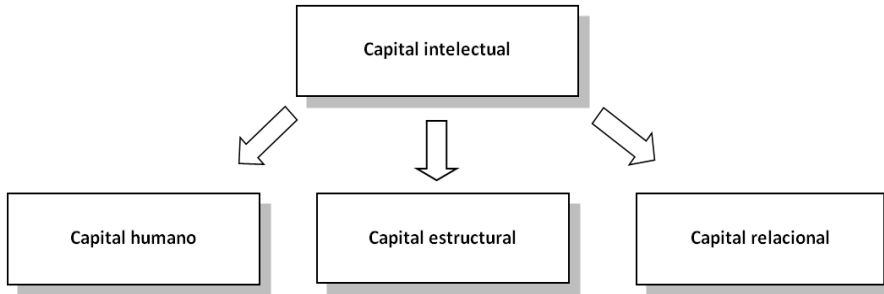 Capital intelectual
Capital humano
Capital estructural
Capital relacional